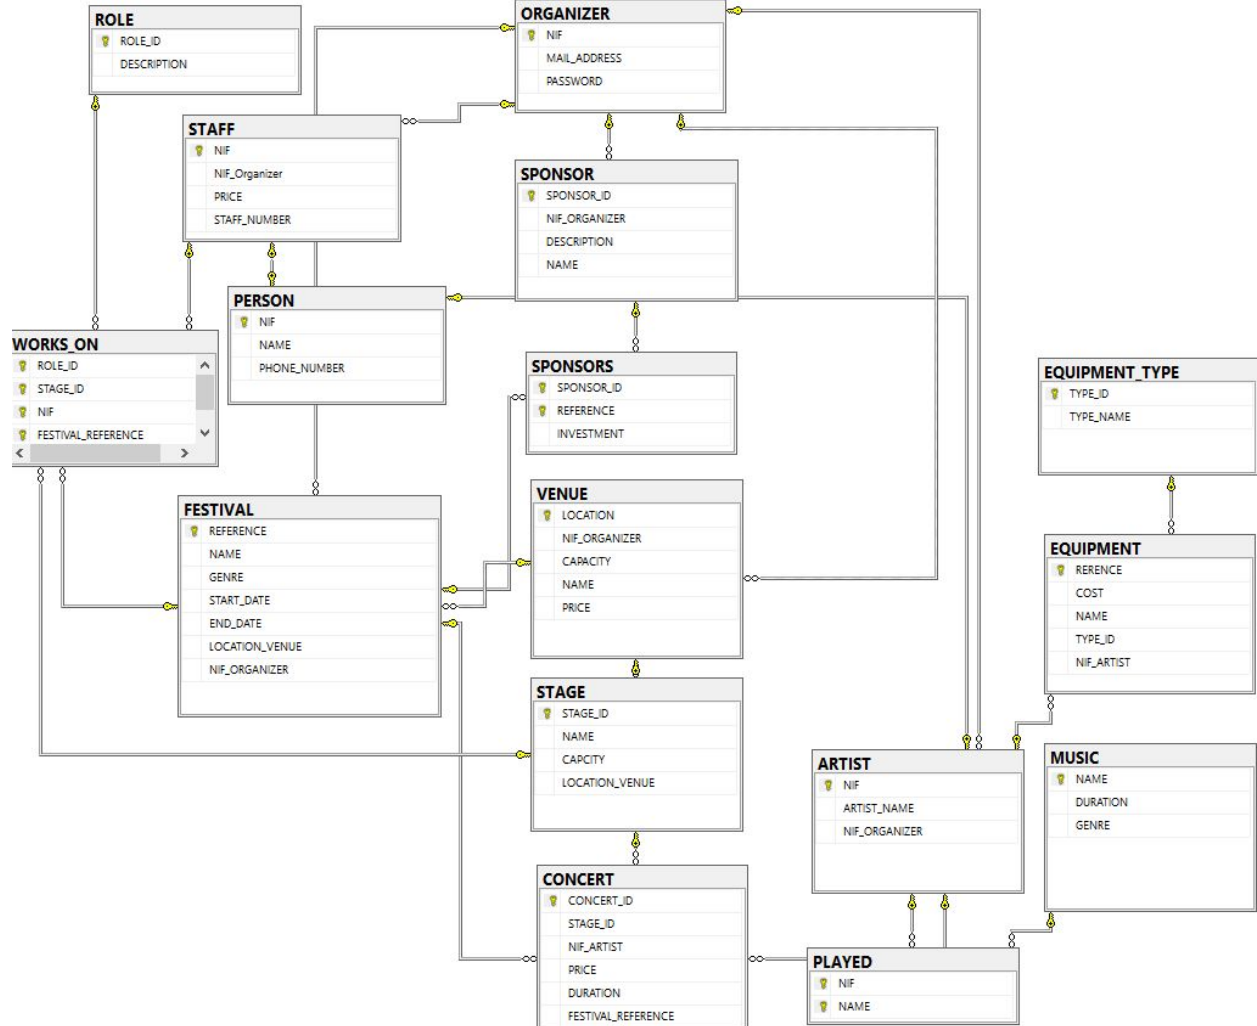 ROLE
ROLE_ID
DESCRIPTION
ORGANIZER
NIF
MAIL_ADDRESS
PASSWORD
STAFF
NIF
NIF_Organizer
PRICE
STAFF_NUMBER
SPONSOR
SPONSOR_ID
NIF_ORGANIZER
DESCRIPTION
NAME
PERSON
NIF
NAME
PHONE_NUMBER
WORKS_ON
ROLE_ID
STAGE_ID
NIF
FESTIVAL_REFERENCE
SPONSORS
SPONSOR_ID
REFERENCE
INVESTMENT
EQUIPMENT_TYPE
TYPE_ID
TYPE_NAME
FESTIVAL
REFERENCE
NAME
GENRE
START_DATE
END_DATE
LOCATION_VENUE
NIF_ORGANIZER
VENUE
LOCATION
NIF_ORGANIZER
CAPACITY
NAME
PRICE
EQUIPMENT
RERENCE
COST
NAME
TYPE_ID
NIF_ARTIST
STAGE
STAGE_ID
NAME
CAPCITY
LOCATION_VENUE
ARTIST
NIF
ARTIST_NAME
NIF_ORGANIZER
MUSIC
NAME
DURATION
GENRE
CONCERT
CONCERT_ID
STAGE_ID
NIF_ARTIST
PRICE
DURATION
FESTIVAL_REFERENCE
PLAYED
NIF
NAME